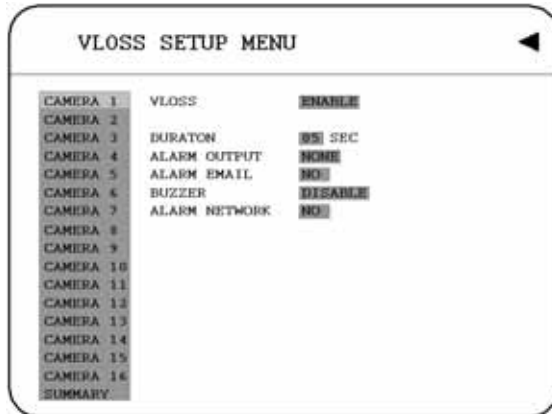 VLOSS SETUP MENU
CAMERA 1 VLOSS ENABLE
CAMERA 2
CAMERA 3 DURATON 05 SEC
CAMERA 4 ALARM OUTPUT NONE
CAMERA 5 ALARM EMAIL NO
CAMERA 6 BUZZER DISABLE
CAMERA 7 ALARM NETWORK NO
CAMERA 8
CAMERA 9
CAMERA 10
CAMERA 11
CAMERA 12
CAMERA 13
CAMERA 14
CAMERA 15
CAMERA 16
SUMMARY